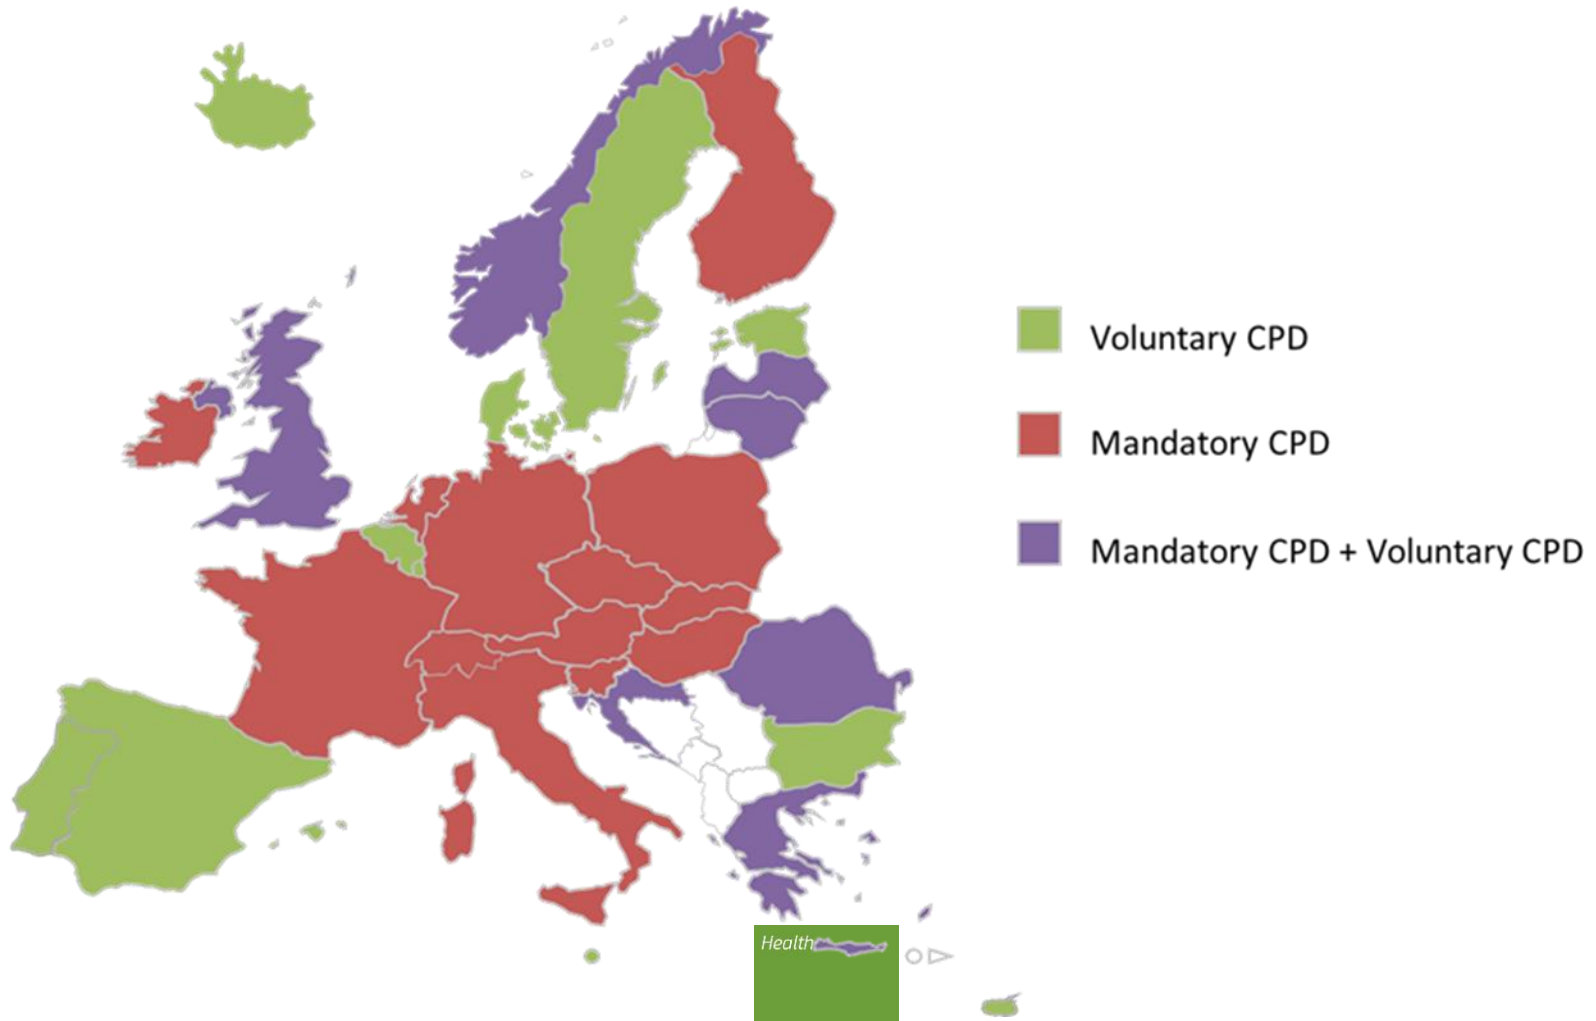 Voluntary CPD
Mandatory CPD
Mandatory CPD + Voluntary CPD
Health